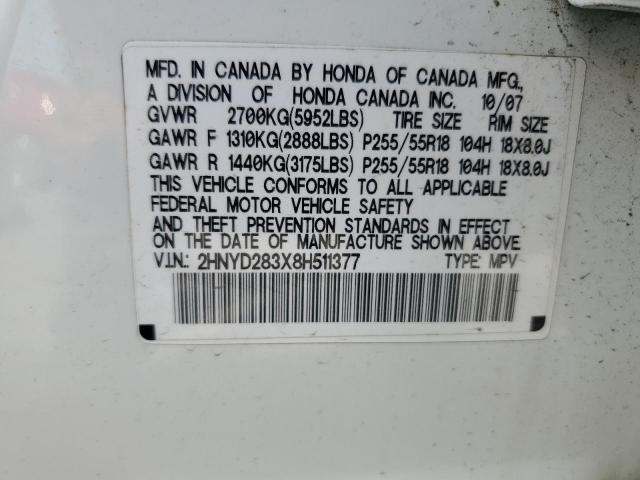 MFD. IN CANADA BY HONDA OF CANADA MFG.,
A DIVISION OF HONDA CANADA INC. 10/07
GVWR 2700KG(5952LBS) TIRE SIZE RIM SIZE
GAWR F 1310KG(2888LBS) P255/55R18 104H 18X8.0J
GAWR R 1440KG(3175LBS) P255/55R18 104H 18X8.0J
THIS VEHICLE CONFORMS TO ALL APPLICABLE
FEDERAL MOTOR VEHICLE SAFETY
AND THEFT PREVENTION STANDARDS IN EFFECT
ON THE DATE OF MANUFACTURE SHOWN ABOVE.
V.I.N.: 2HNYD283X8H511377 TYPE: MPV